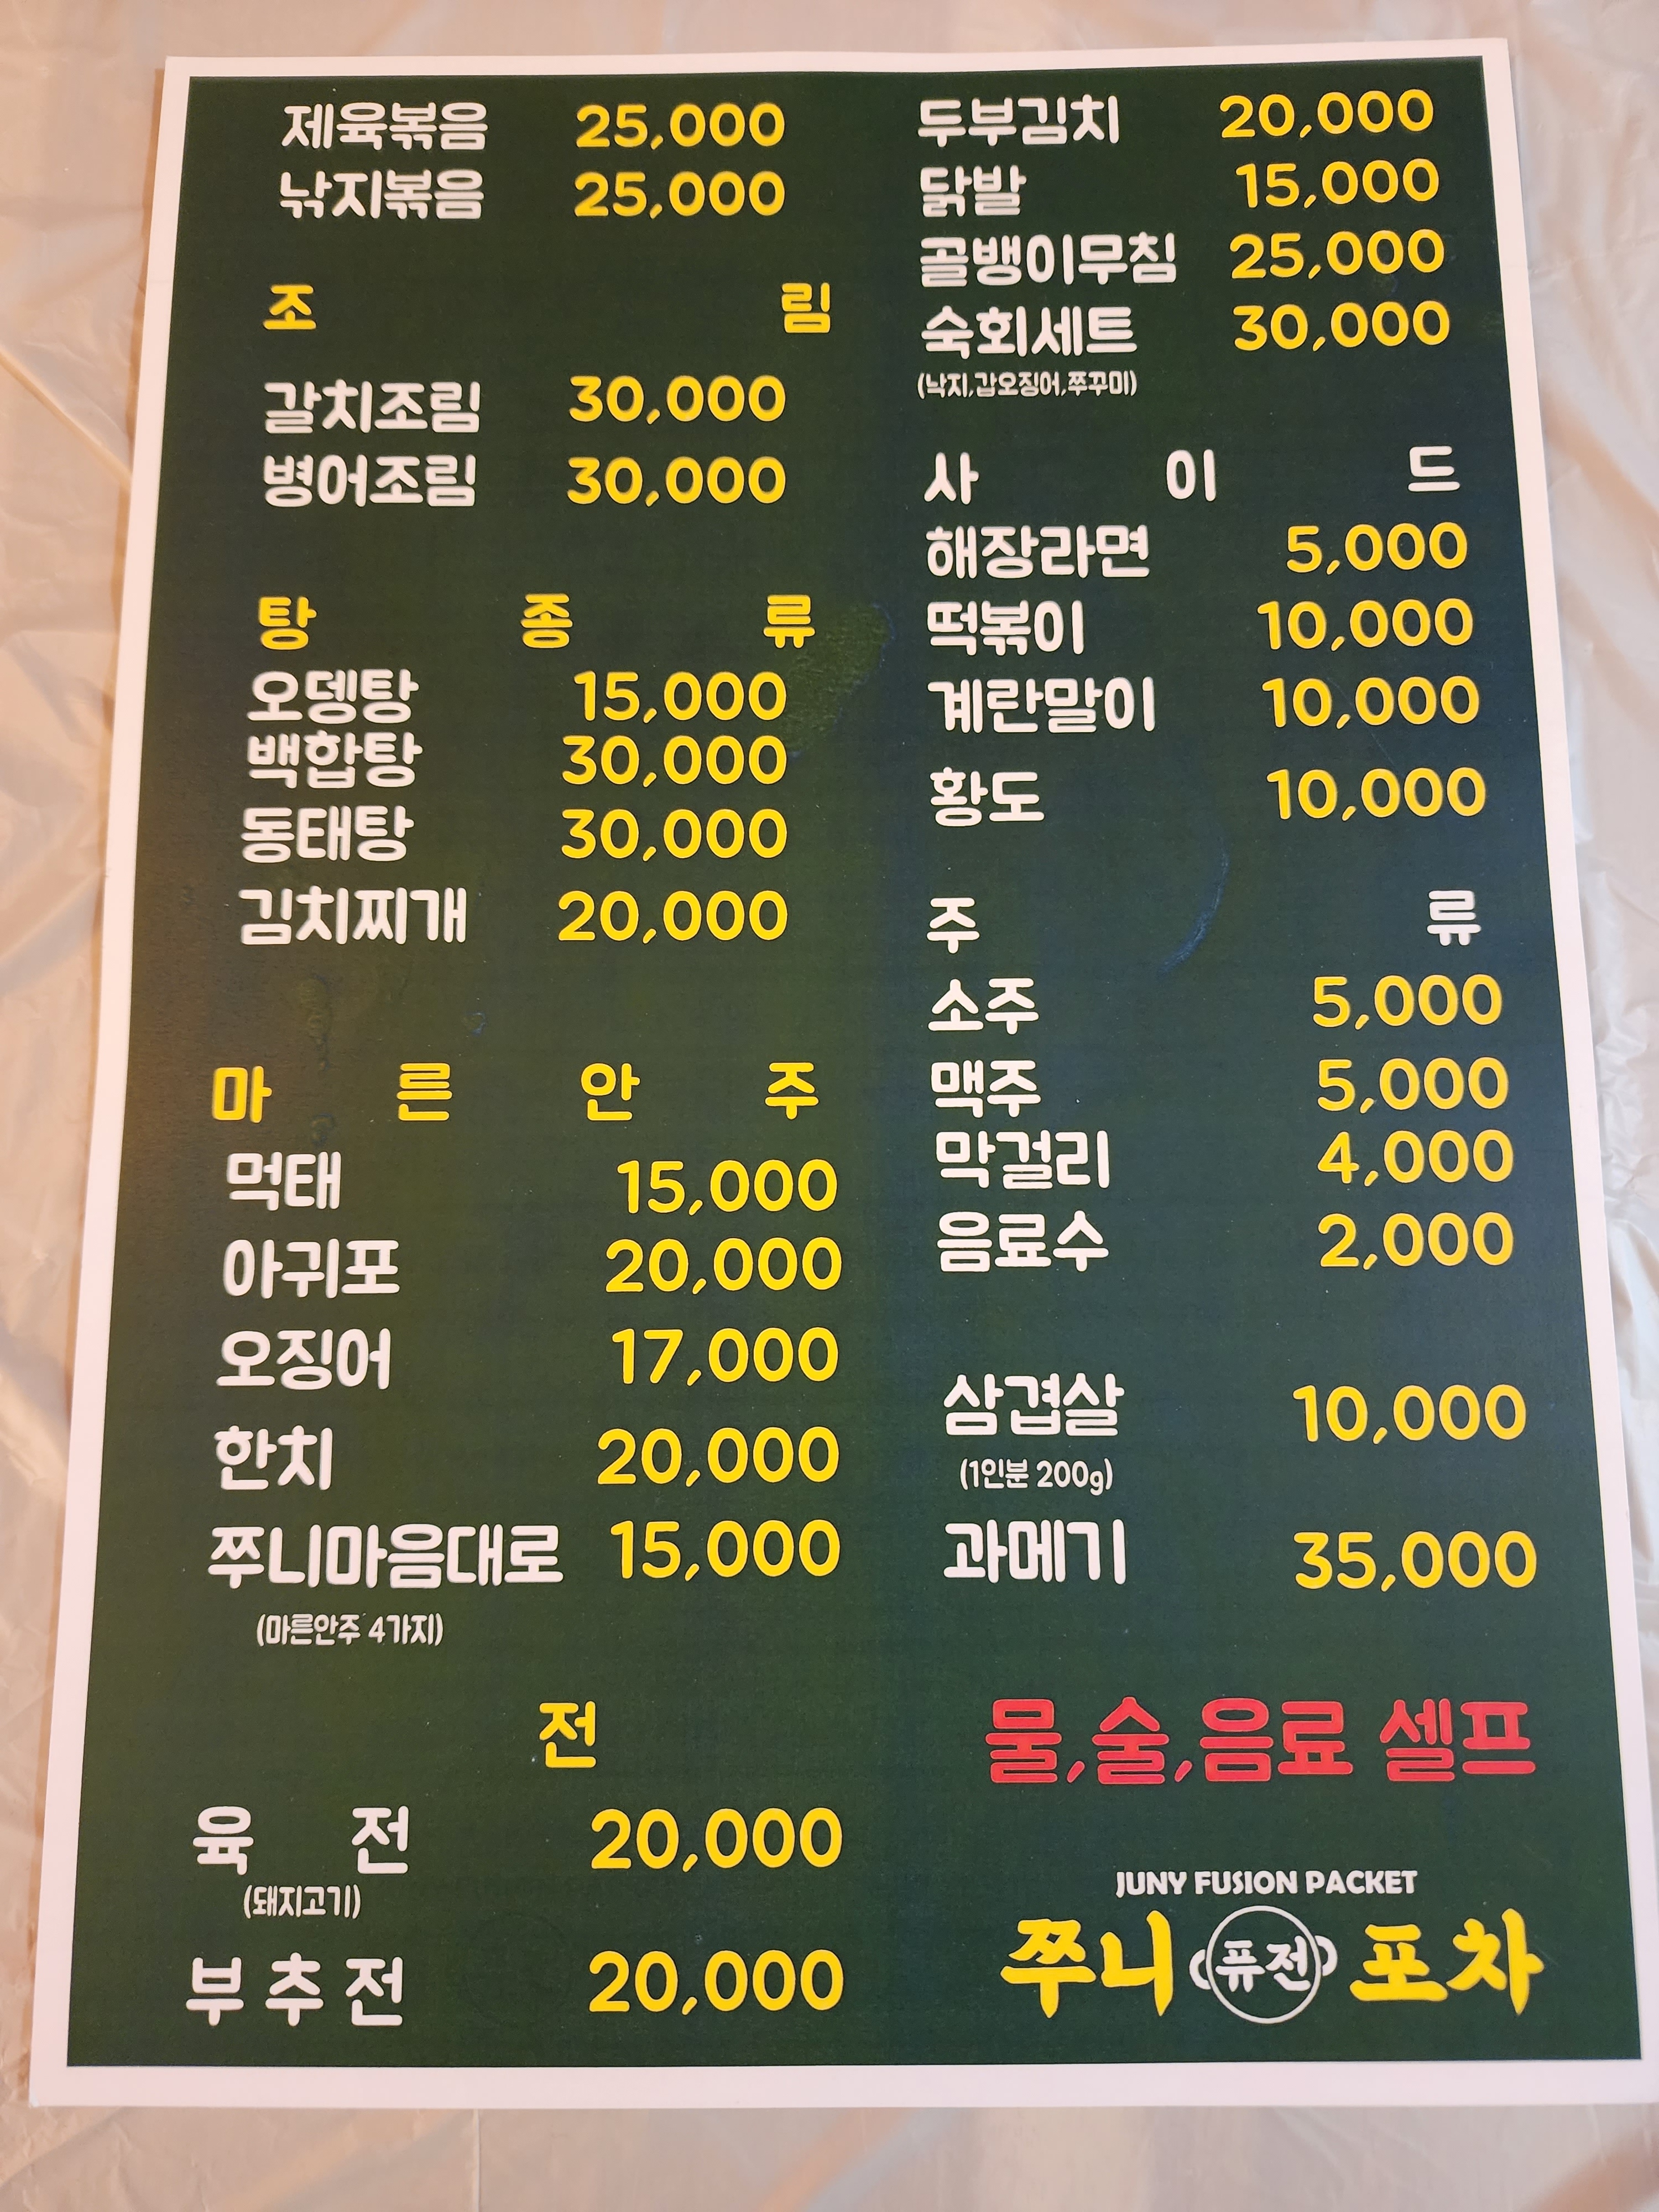 제육볶음 25,000
낚지볶음 25,000
조 림
갈치조림 30,000
병어조림 30,000
탕 종 류
오뎅탕 15,000
백합탕 30,000
동태탕 30,000
김치찌개 20,000
마 른 안 주
먹태 15,000
아귀포 20,000
오징어 17,000
한치 20,000
쭈니마음대로 15,000
(마른안주 4가지)
전
육 전 20,000
(돼지고기)
부 추 전 20,000
두부김치 20,000
닭발 15,000
골뱅이무침 25,000
숙회세트 30,000
(낙지,갑오징어,쭈꾸미)
사 이 드
해장라면 5,000
떡볶이 10,000
계란말이 10,000
황도 10,000
주 류
소주 5,000
맥주 5,000
막걸리 4,000
음료수 2,000
삼겹살 10,000
(1인분 200g)
과메기 35,000
물,술,음료 셀프
JUNY FUSION PACKET
쭈니 퓨전 포차